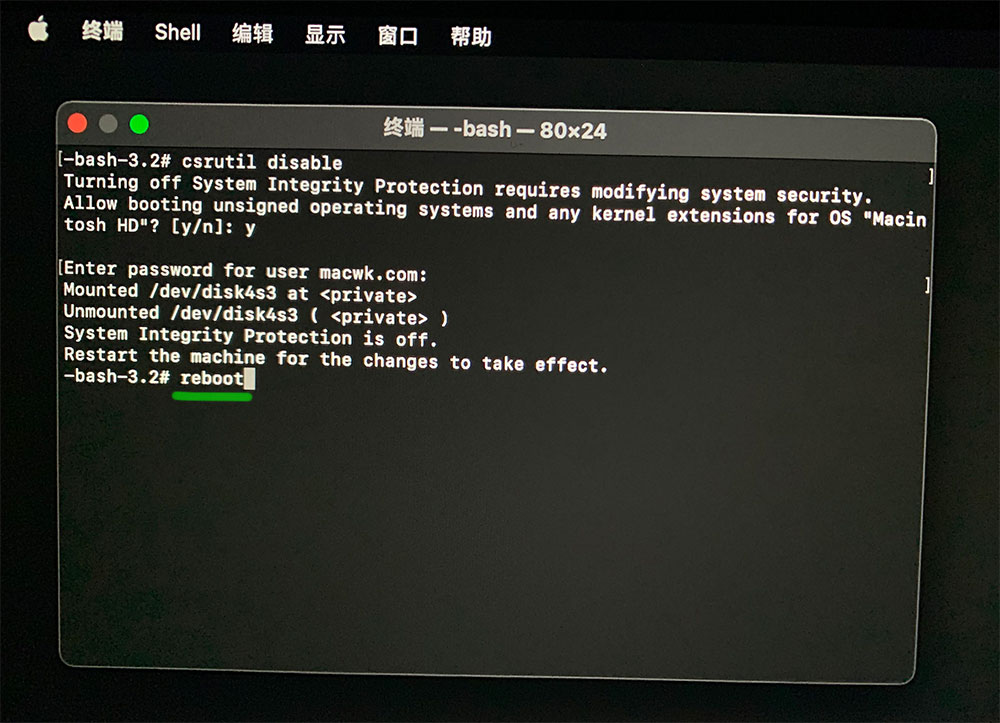 终端 Shell 编辑 显示 窗口 帮助
终端 — -bash — 80×24
[-bash-3.2# csrutil disable ]
Turning off System Integrity Protection requires modifying system security.
Allow booting unsigned operating systems and any kernel extensions for OS "Macin
tosh HD"? [y/n]: y
[Enter password for user macwk.com: ]
Mounted /dev/disk4s3 at <private>
Unmounted /dev/disk4s3 ( <private> )
System Integrity Protection is off.
Restart the machine for the changes to take effect.
-bash-3.2# reboot